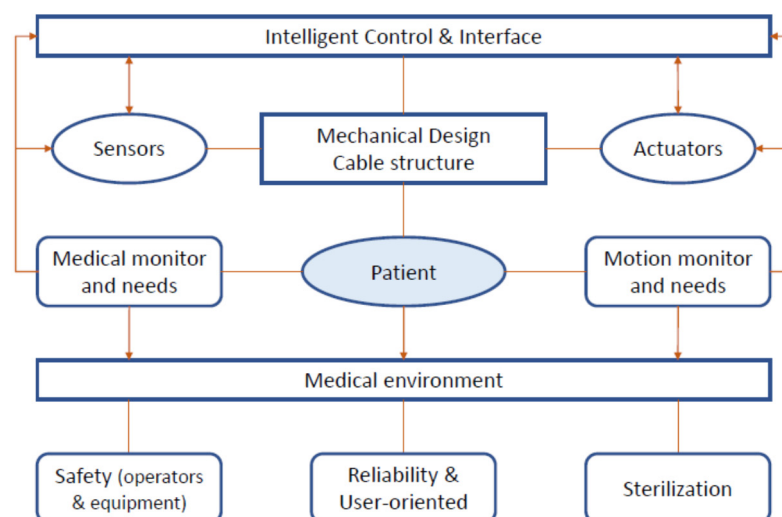 Intelligent Control & Interface
Sensors
Mechanical Design
Cable structure
Actuators
Medical monitor
and needs
Patient
Motion monitor
and needs
Medical environment
Safety (operators
& equipment)
Reliability &
User-oriented
Sterilization